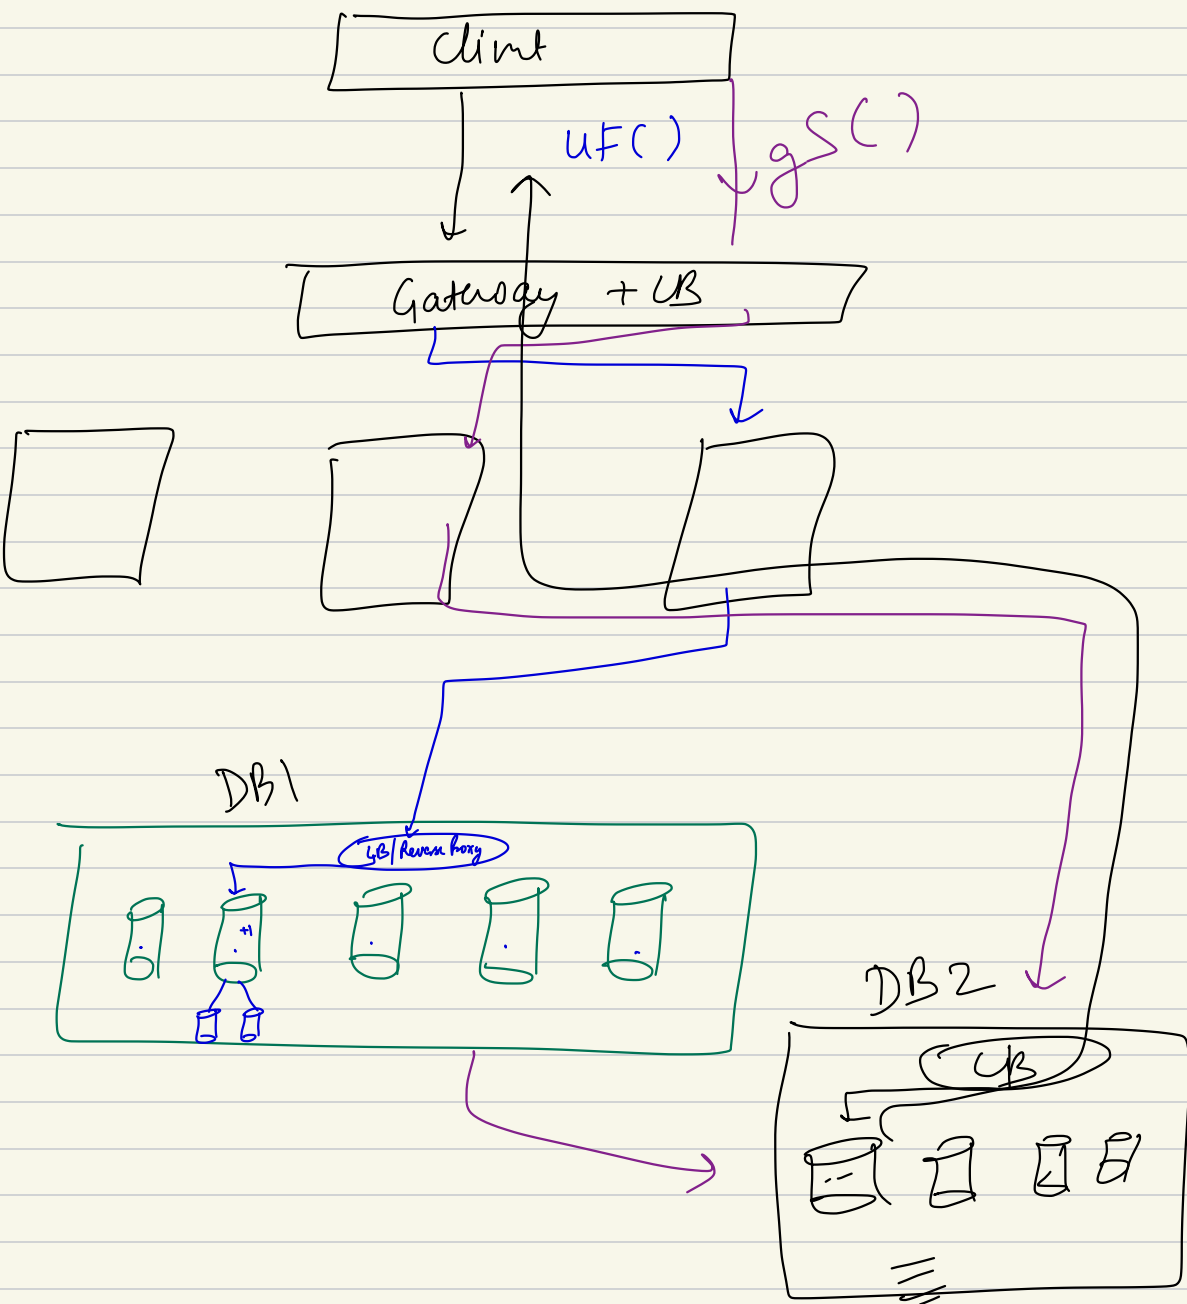 Client
UF()
gS()
Gateway + LB
DB1
LB/Reverse Proxy
+1
DB2
LB